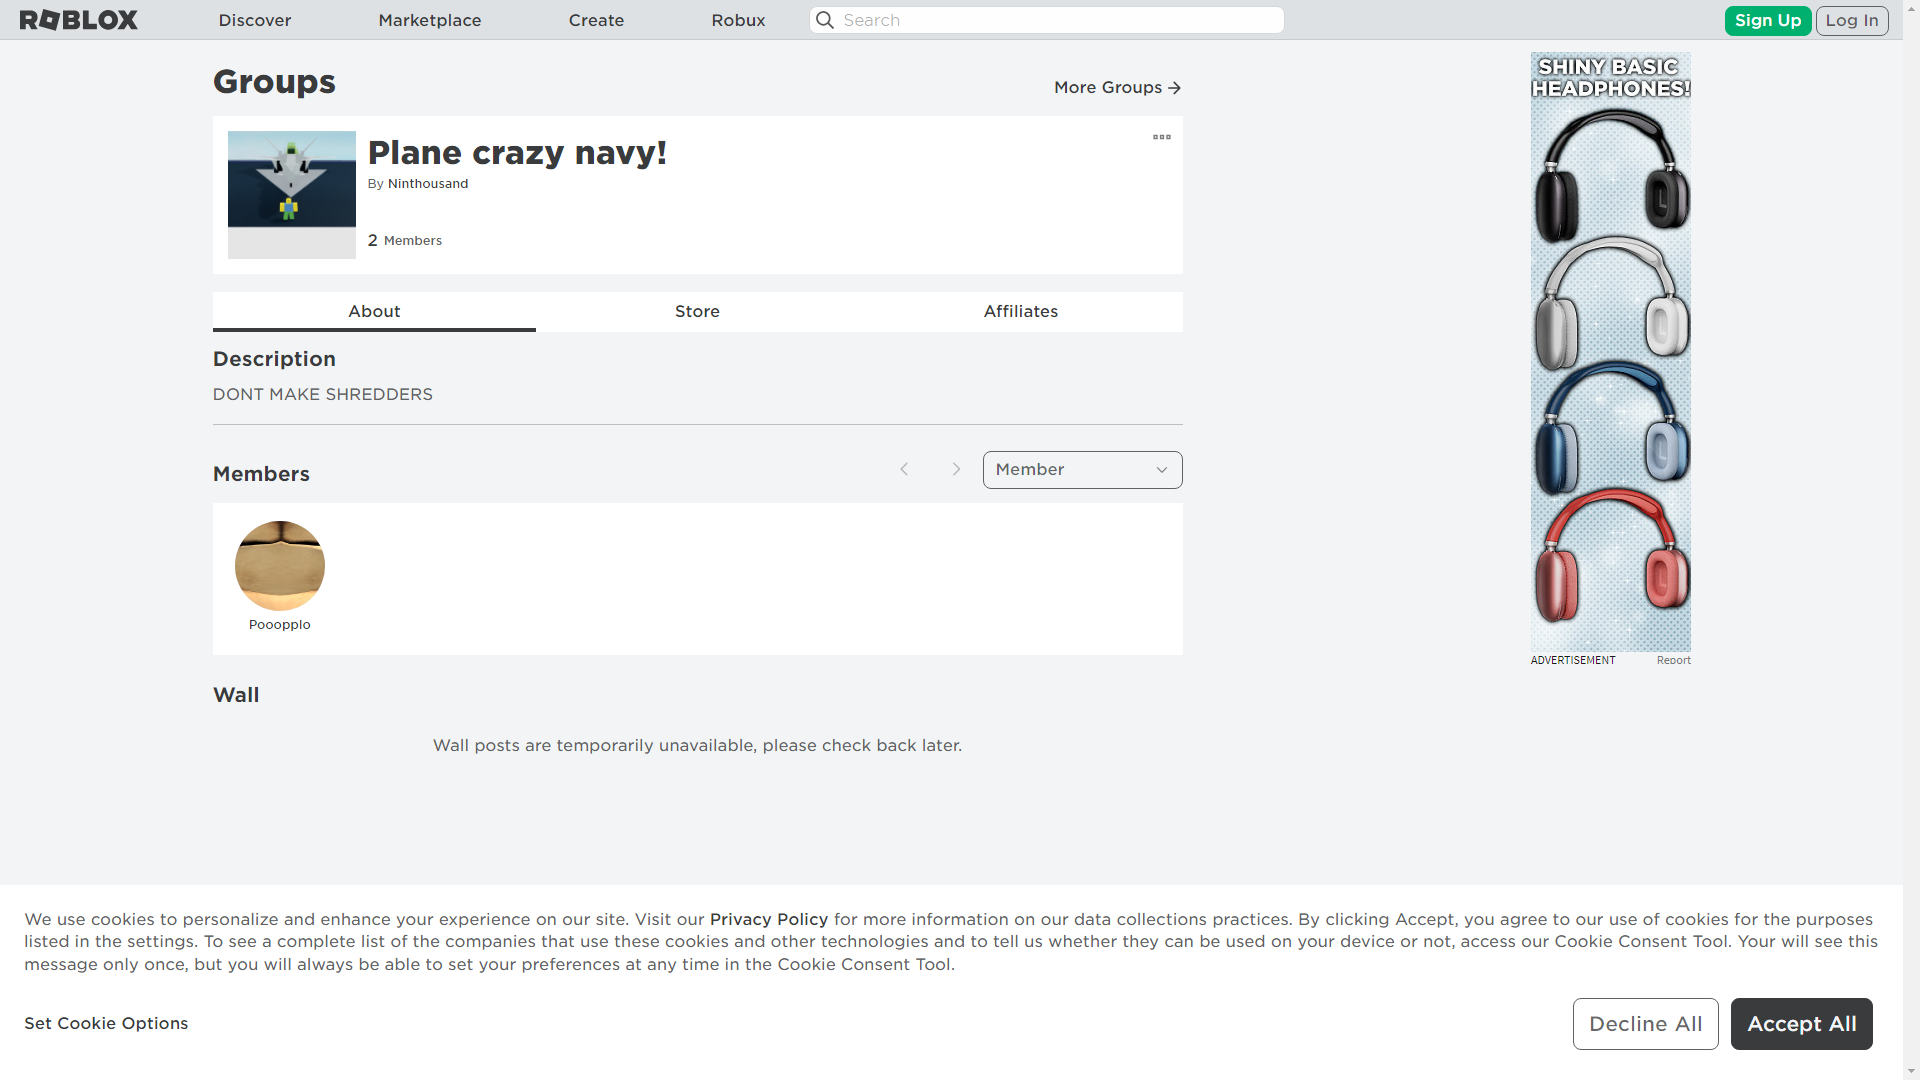 ROBLOX
Discover
Marketplace
Create
Robux
Search
Sign Up
Log In
Groups
More Groups
Plane crazy navy!
By Ninthousand
2 Members
About
Store
Affiliates
Description
DONT MAKE SHREDDERS
Members
Member
Pooopplo
Wall
Wall posts are temporarily unavailable, please check back later.
SHINY BASIC
HEADPHONES!
ADVERTISEMENT
Report
We use cookies to personalize and enhance your experience on our site. Visit our Privacy Policy for more information on our data collections practices. By clicking Accept, you agree to our use of cookies for the purposes
listed in the settings. To see a complete list of the companies that use these cookies and other technologies and to tell us whether they can be used on your device or not, access our Cookie Consent Tool. Your will see this
message only once, but you will always be able to set your preferences at any time in the Cookie Consent Tool.
Set Cookie Options
Decline All
Accept All